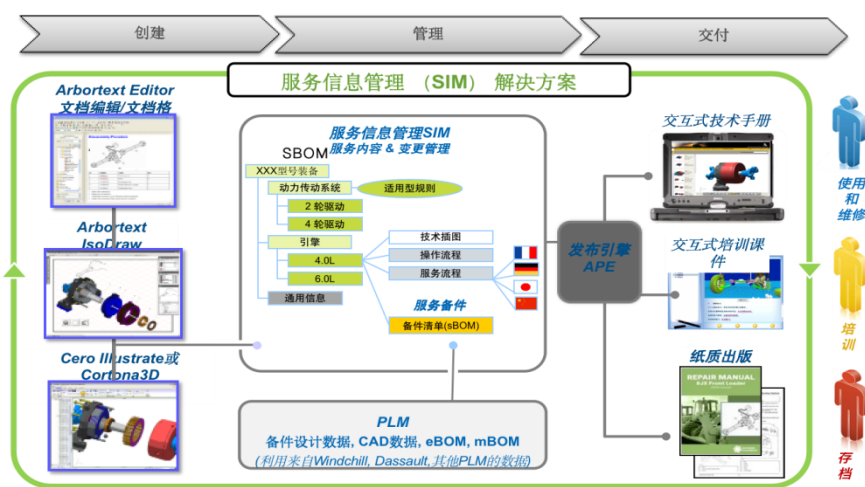 创建
管理
交付
服务信息管理 （SIM） 解决方案
Arbortext Editor
文档编辑/文档格
Arbortext
IsoDraw
Cero Illustrate或
Cortona3D
服务信息管理SIM
服务内容 & 变更管理
SBOM
XXX型号装备
动力传动系统
适用型规则
2 轮驱动
4 轮驱动
引擎
4.0L
6.0L
通用信息
技术插图
操作流程
服务流程
服务备件
备件清单(sBOM)
PLM
备件设计数据, CAD数据, eBOM, mBOM
(利用来自Windchill, Dassault,其他PLM的数据)
发布引擎
APE
交互式技术手册
交互式培训课
件
纸质出版
REPAIR MANUAL
使用
和
维修
培
训
存
档